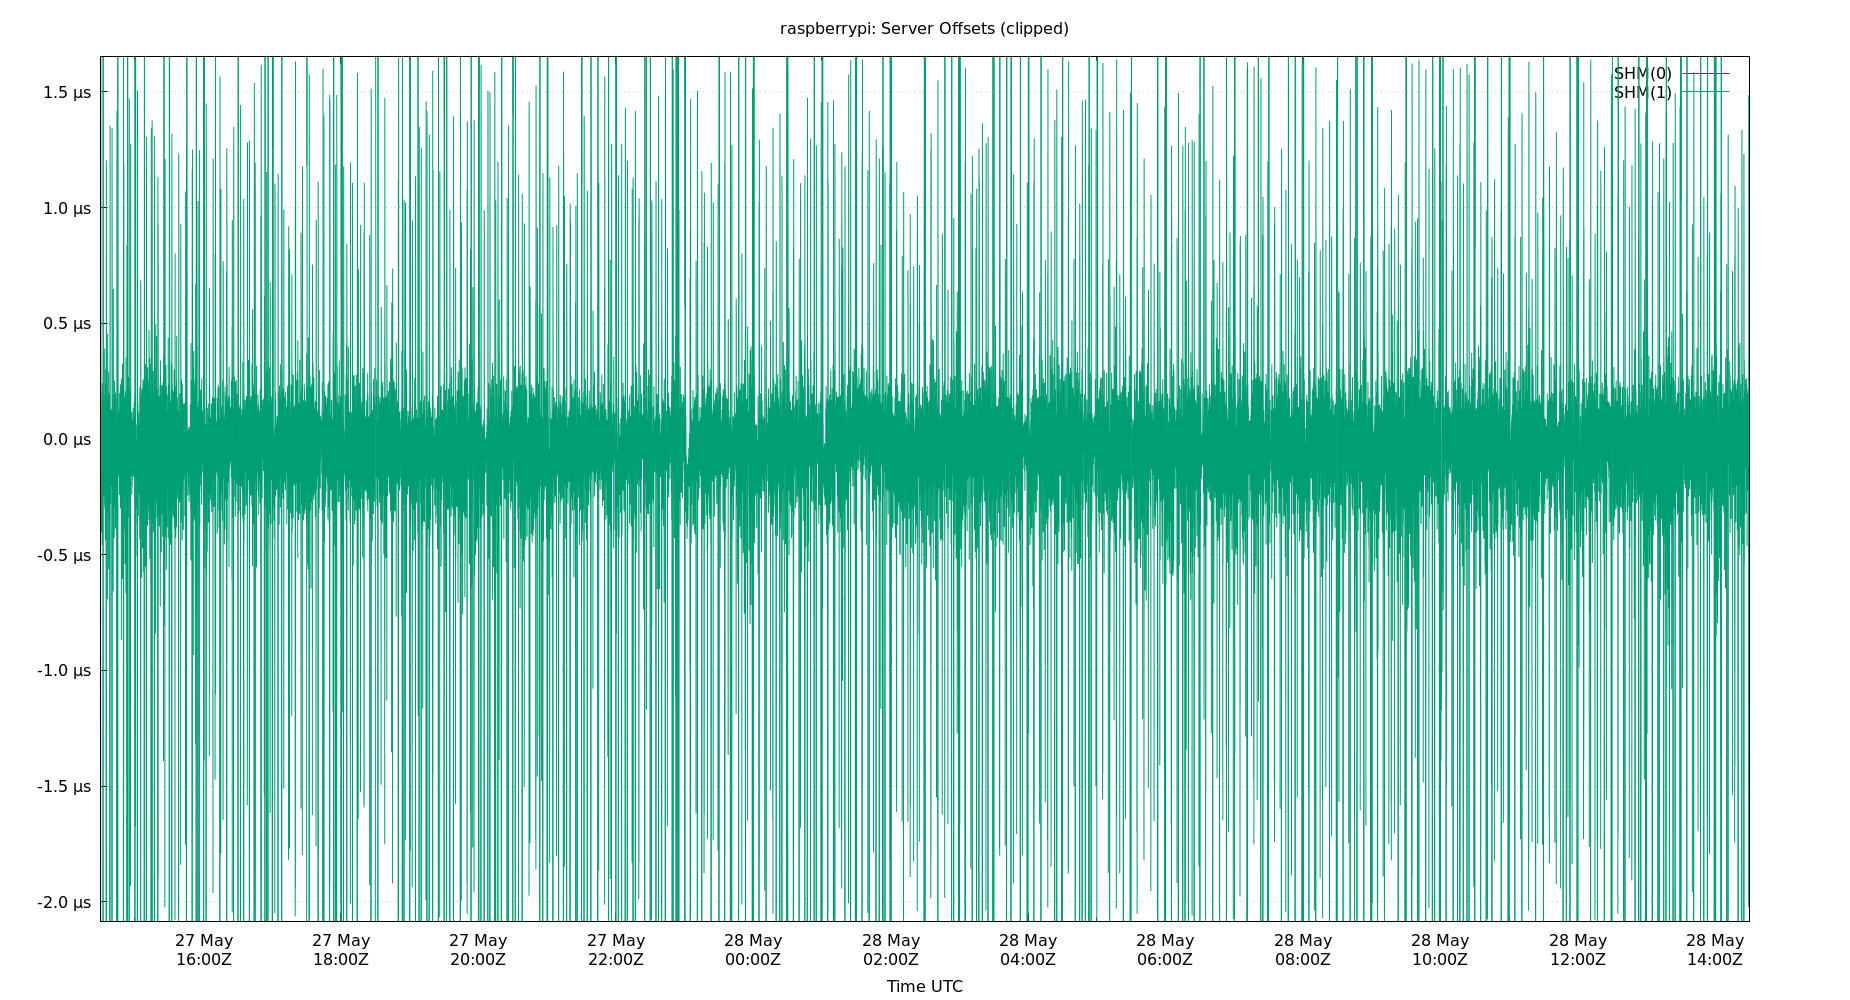 raspberrypi: Server Offsets (clipped)
SHM(0)
SHM(1)
1.5 µs
1.0 µs
0.5 µs
0.0 µs
-0.5 µs
-1.0 µs
-1.5 µs
-2.0 µs
27 May 27 May 27 May 27 May 28 May 28 May 28 May 28 May 28 May 28 May 28 May 28 May
16:00Z 18:00Z 20:00Z 22:00Z 00:00Z 02:00Z 04:00Z 06:00Z 08:00Z 10:00Z 12:00Z 14:00Z
Time UTC